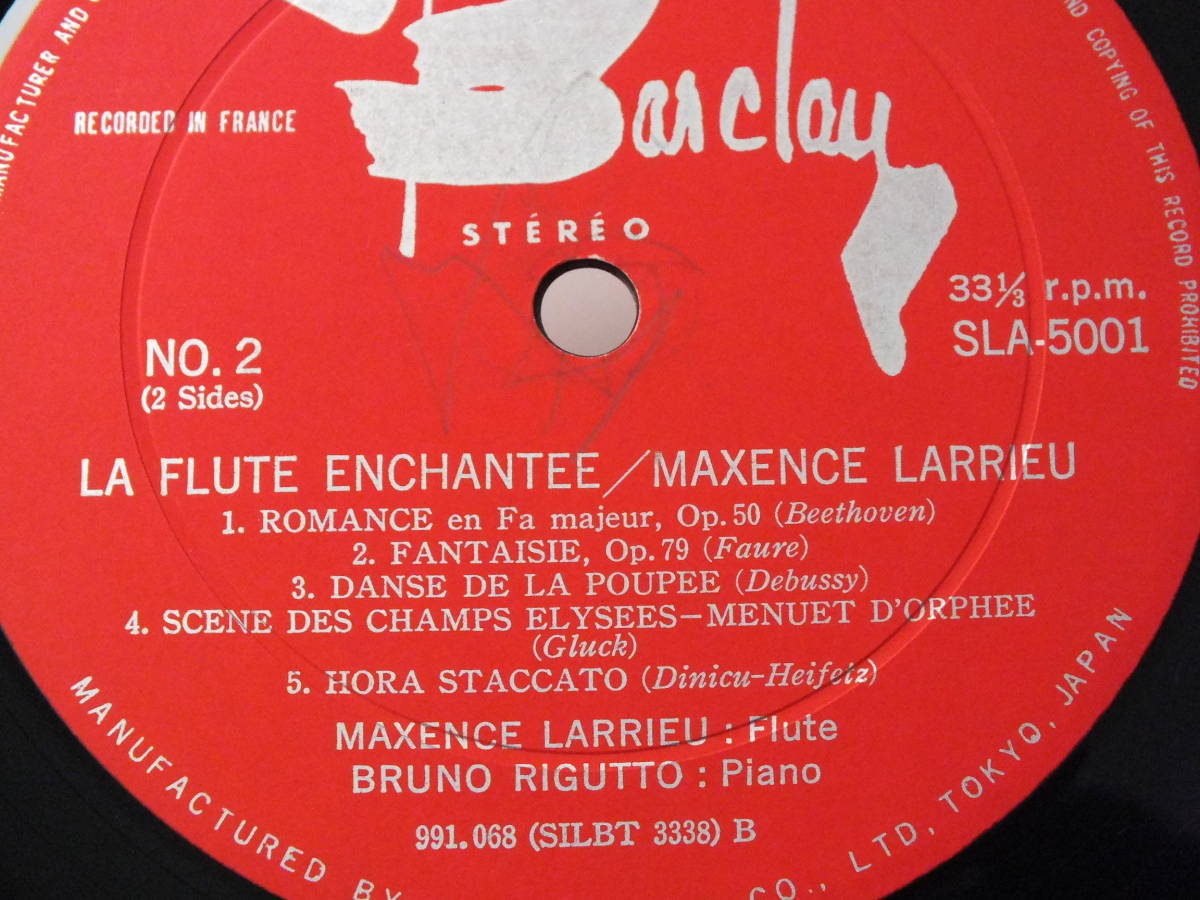 Barclay
RECORDED IN FRANCE
STÉRÉO
33⅓ r.p.m.
SLA-5001
NO. 2
(2 Sides)
LA FLUTE ENCHANTEE/MAXENCE LARRIEU
1. ROMANCE en Fa majeur, Op. 50 (Beethoven)
2. FANTAISIE, Op. 79 (Faure)
3. DANSE DE LA POUPEE (Debussy)
4. SCENE DES CHAMPS ELYSEES—MENUET D'ORPHEE
(Gluck)
5. HORA STACCATO (Dinicu-Heifetz)
MAXENCE LARRIEU : Flute
BRUNO RIGUTTO : Piano
991.068 (SILBT 3338) B
MANUFACTURER AND
COPYING OF THIS RECORD PROHIBITED
MANUFACTURED BY
CO., LTD, TOKYO, JAPAN